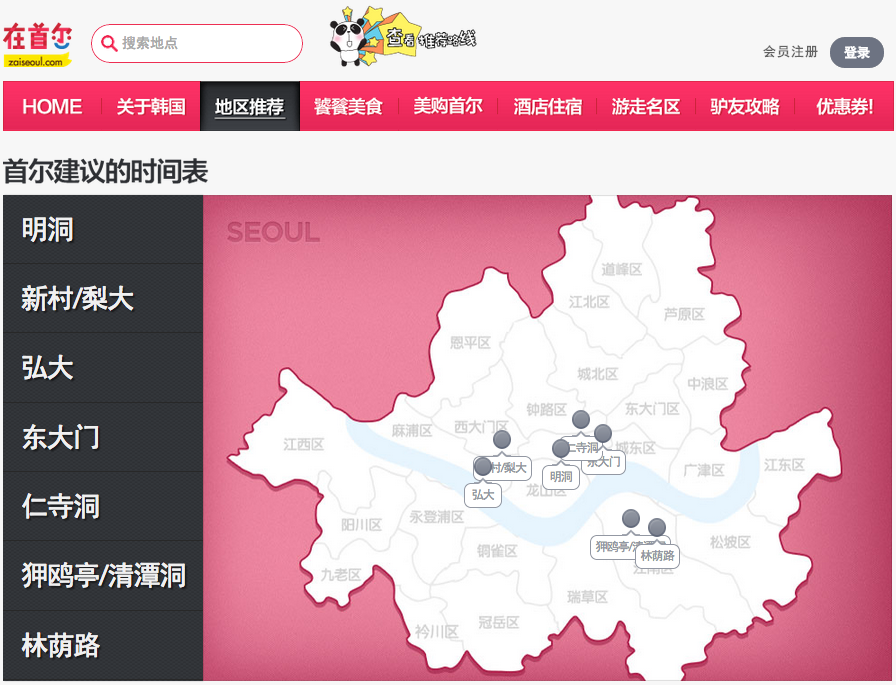 在首尔
zaiseoul.com
搜索地点
查看推荐路线
会员注册
登录
HOME
关于韩国
地区推荐
饕餮美食
美购首尔
酒店住宿
游走名区
驴友攻略
优惠券!
首尔建议的时间表
明洞
新村/梨大
弘大
东大门
仁寺洞
狎鸥亭/清潭洞
林荫路
SEOUL
道峰区
江北区
芦原区
恩平区
城北区
中浪区
钟路区
东大门区
麻浦区
西大门区
江西区
仁寺洞
城东区
村/梨大
东大门
广津区
江东区
明洞
弘大
龙山区
永登浦区
阳川区
松坡区
铜雀区
狎鸥亭/清潭洞
林荫路
江南区
九老区
瑞草区
冠岳区
衿川区